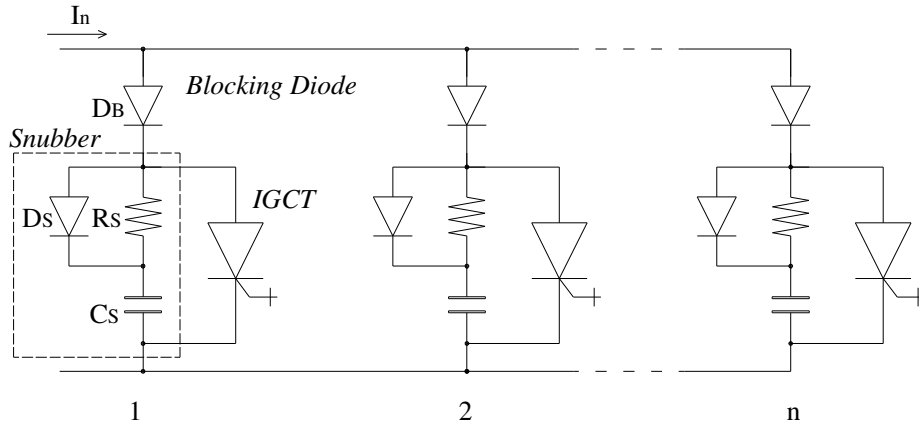 In
Blocking Diode
DB
Snubber
DS
RS
IGCT
CS
1
2
n